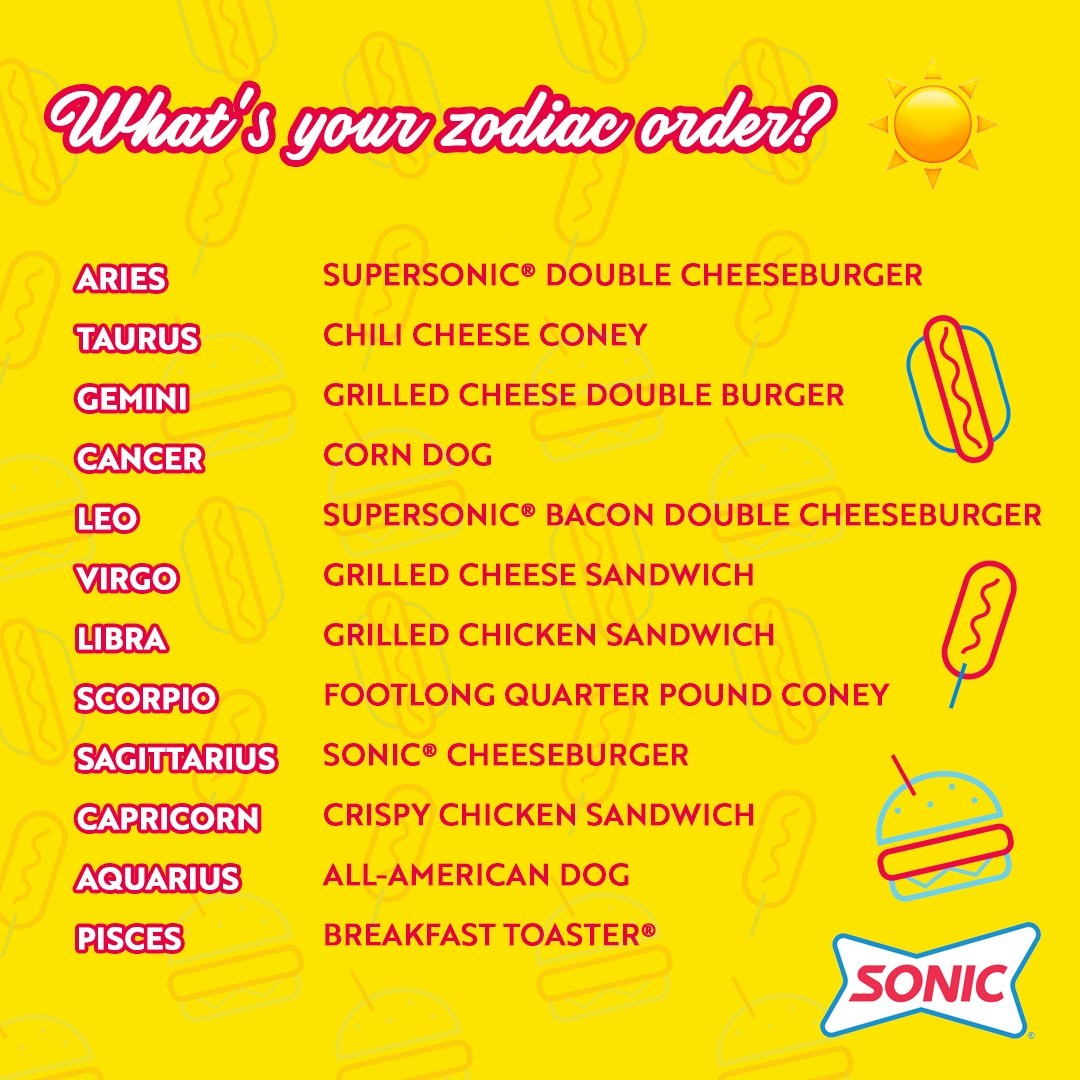 What's your zodiac order?
ARIES SUPERSONIC® DOUBLE CHEESEBURGER
TAURUS CHILI CHEESE CONEY
GEMINI GRILLED CHEESE DOUBLE BURGER
CANCER CORN DOG
LEO SUPERSONIC® BACON DOUBLE CHEESEBURGER
VIRGO GRILLED CHEESE SANDWICH
LIBRA GRILLED CHICKEN SANDWICH
SCORPIO FOOTLONG QUARTER POUND CONEY
SAGITTARIUS SONIC® CHEESEBURGER
CAPRICORN CRISPY CHICKEN SANDWICH
AQUARIUS ALL-AMERICAN DOG
PISCES BREAKFAST TOASTER®
SONIC®